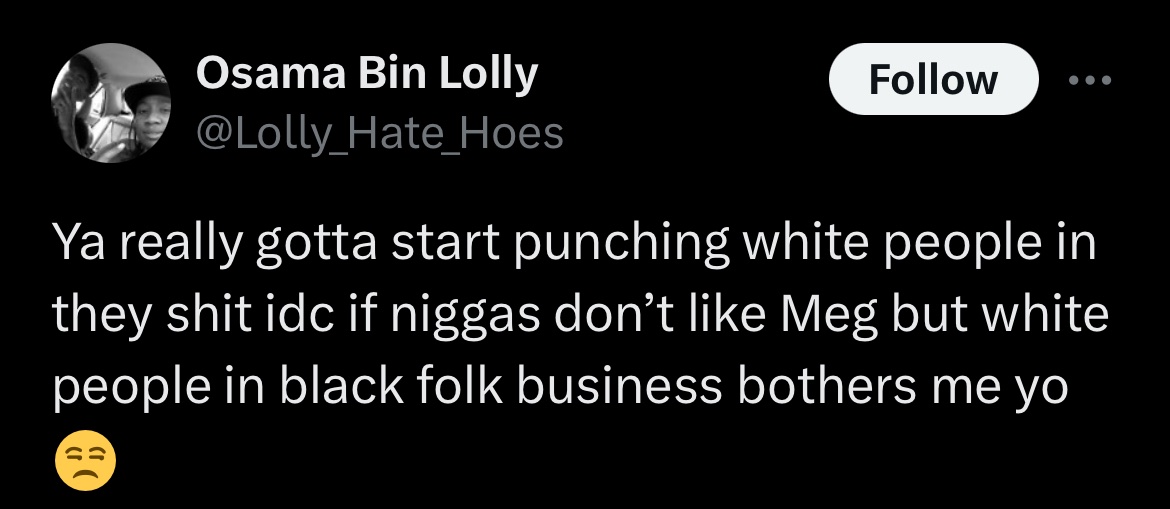 Osama Bin Lolly
@Lolly_Hate_Hoes
Follow
Ya really gotta start punching white people in
they shit idc if niggas don’t like Meg but white
people in black folk business bothers me yo
😒